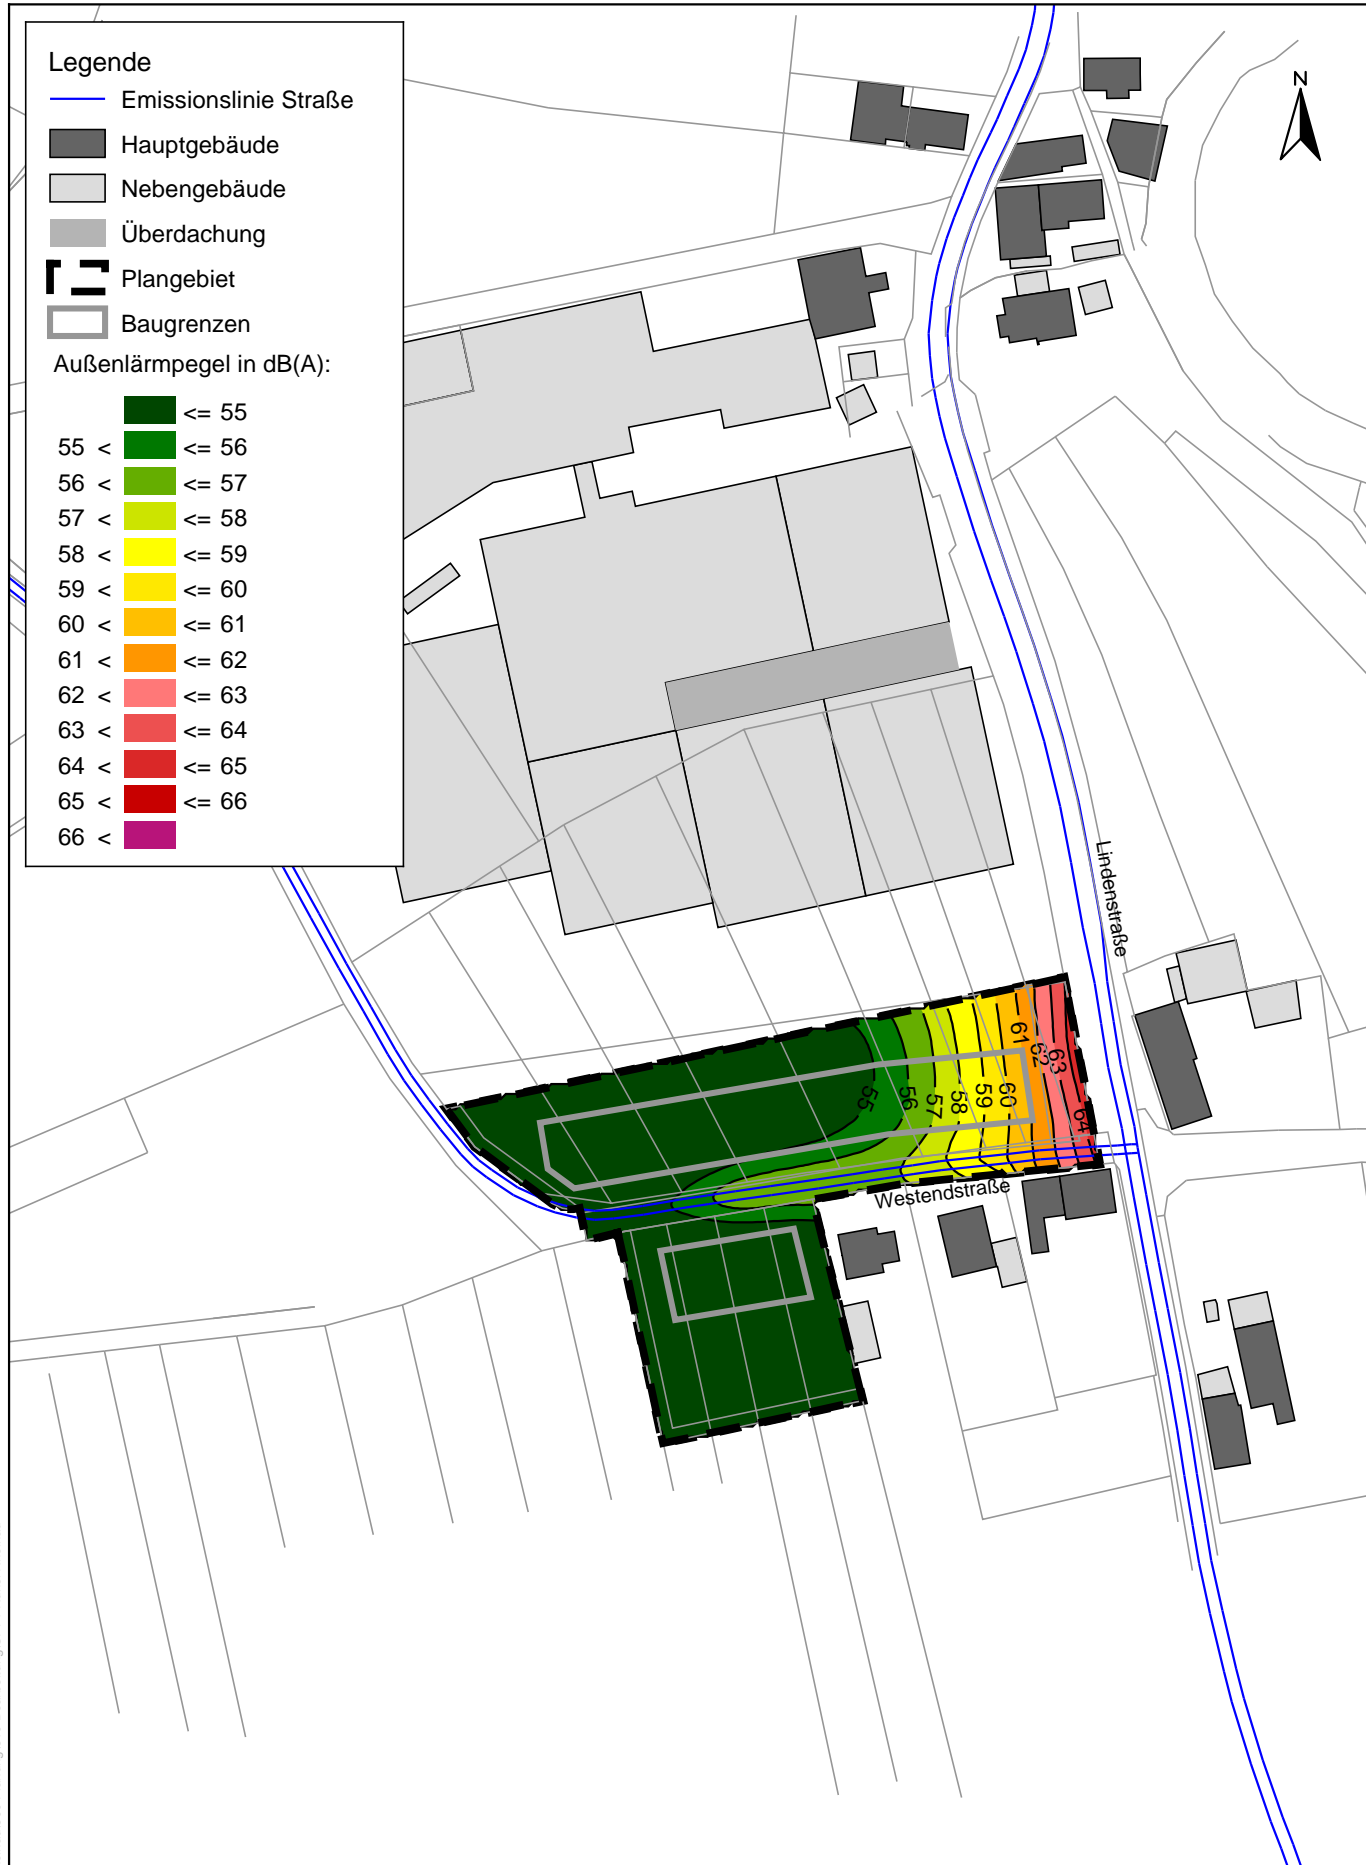 Legende
Emissionslinie Straße
Hauptgebäude
Nebengebäude
Überdachung
Plangebiet
Baugrenzen
Außenlärmpegel in dB(A):
<= 55
55 < <= 56
56 < <= 57
57 < <= 58
58 < <= 59
59 < <= 60
60 < <= 61
61 < <= 62
62 < <= 63
63 < <= 64
64 < <= 65
65 < <= 66
66 <
N
Lindenstraße
55
56
57
58
59
60
61
62
63
64
Westendstraße